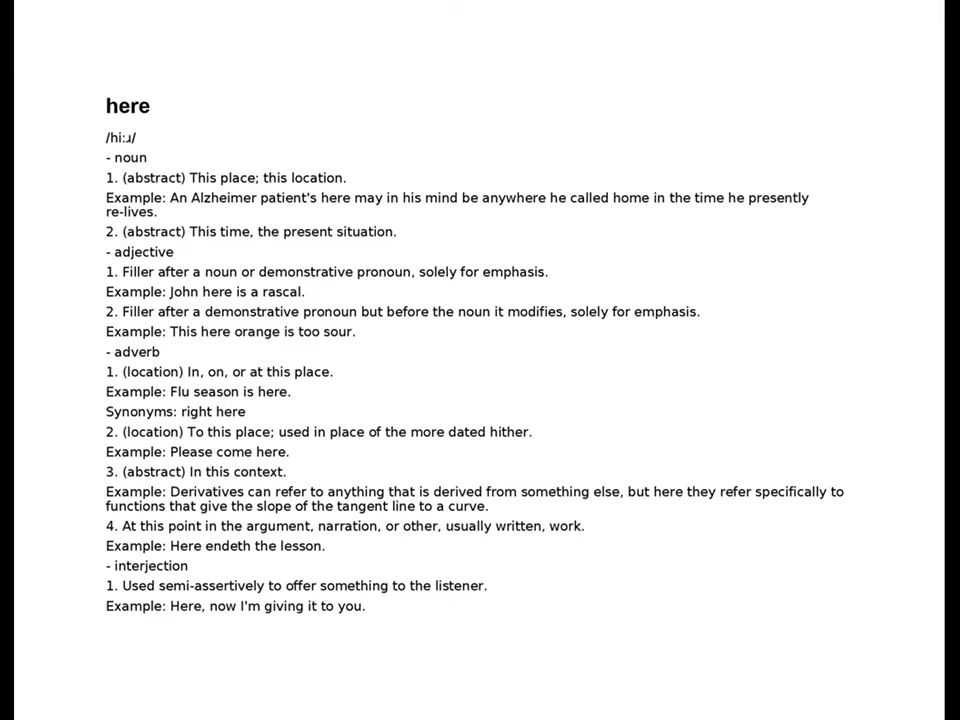 here
/hiːɹ/
- noun
1. (abstract) This place; this location.
Example: An Alzheimer patient's here may in his mind be anywhere he called home in the time he presently
re-lives.
2. (abstract) This time, the present situation.
- adjective
1. Filler after a noun or demonstrative pronoun, solely for emphasis.
Example: John here is a rascal.
2. Filler after a demonstrative pronoun but before the noun it modifies, solely for emphasis.
Example: This here orange is too sour.
- adverb
1. (location) In, on, or at this place.
Example: Flu season is here.
Synonyms: right here
2. (location) To this place; used in place of the more dated hither.
Example: Please come here.
3. (abstract) In this context.
Example: Derivatives can refer to anything that is derived from something else, but here they refer specifically to
functions that give the slope of the tangent line to a curve.
4. At this point in the argument, narration, or other, usually written, work.
Example: Here endeth the lesson.
- interjection
1. Used semi-assertively to offer something to the listener.
Example: Here, now I'm giving it to you.